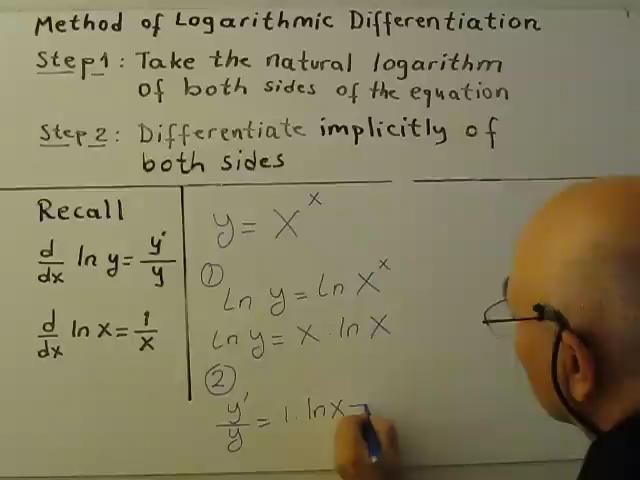 Method of Logarithmic Differentiation
Step 1: Take the natural logarithm
of both sides of the equation
Step 2: Differentiate implicitly of
both sides
Recall
d/dx ln y = y'/y
d/dx ln x = 1/x
y = x^x
①
ln y = ln x^x
ln y = x · ln x
②
y'/y = 1 · ln x